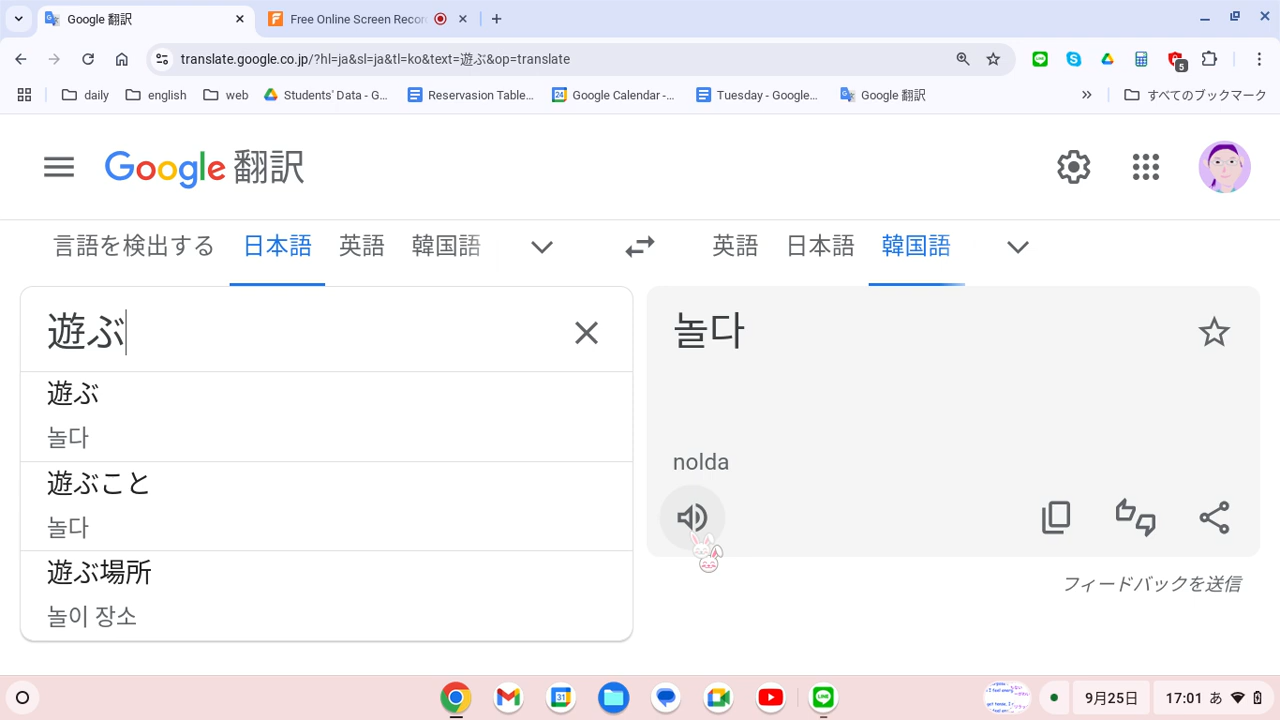 Google 翻訳
Free Online Screen Recor
translate.google.co.jp/?hl=ja&sl=ja&tl=ko&text=遊ぶ&op=translate
5
daily
english
web
Students' Data - G...
Reservasion Table...
Google Calendar -...
Tuesday - Google...
Google 翻訳
»
すべてのブックマーク
Google 翻訳
言語を検出する 日本語 英語 韓国語
英語 日本語 韓国語
遊ぶ
遊ぶ
놀다
遊ぶこと
놀다
遊ぶ場所
놀이 장소
놀다
nolda
フィードバックを送信
9月25日
17:01 あ